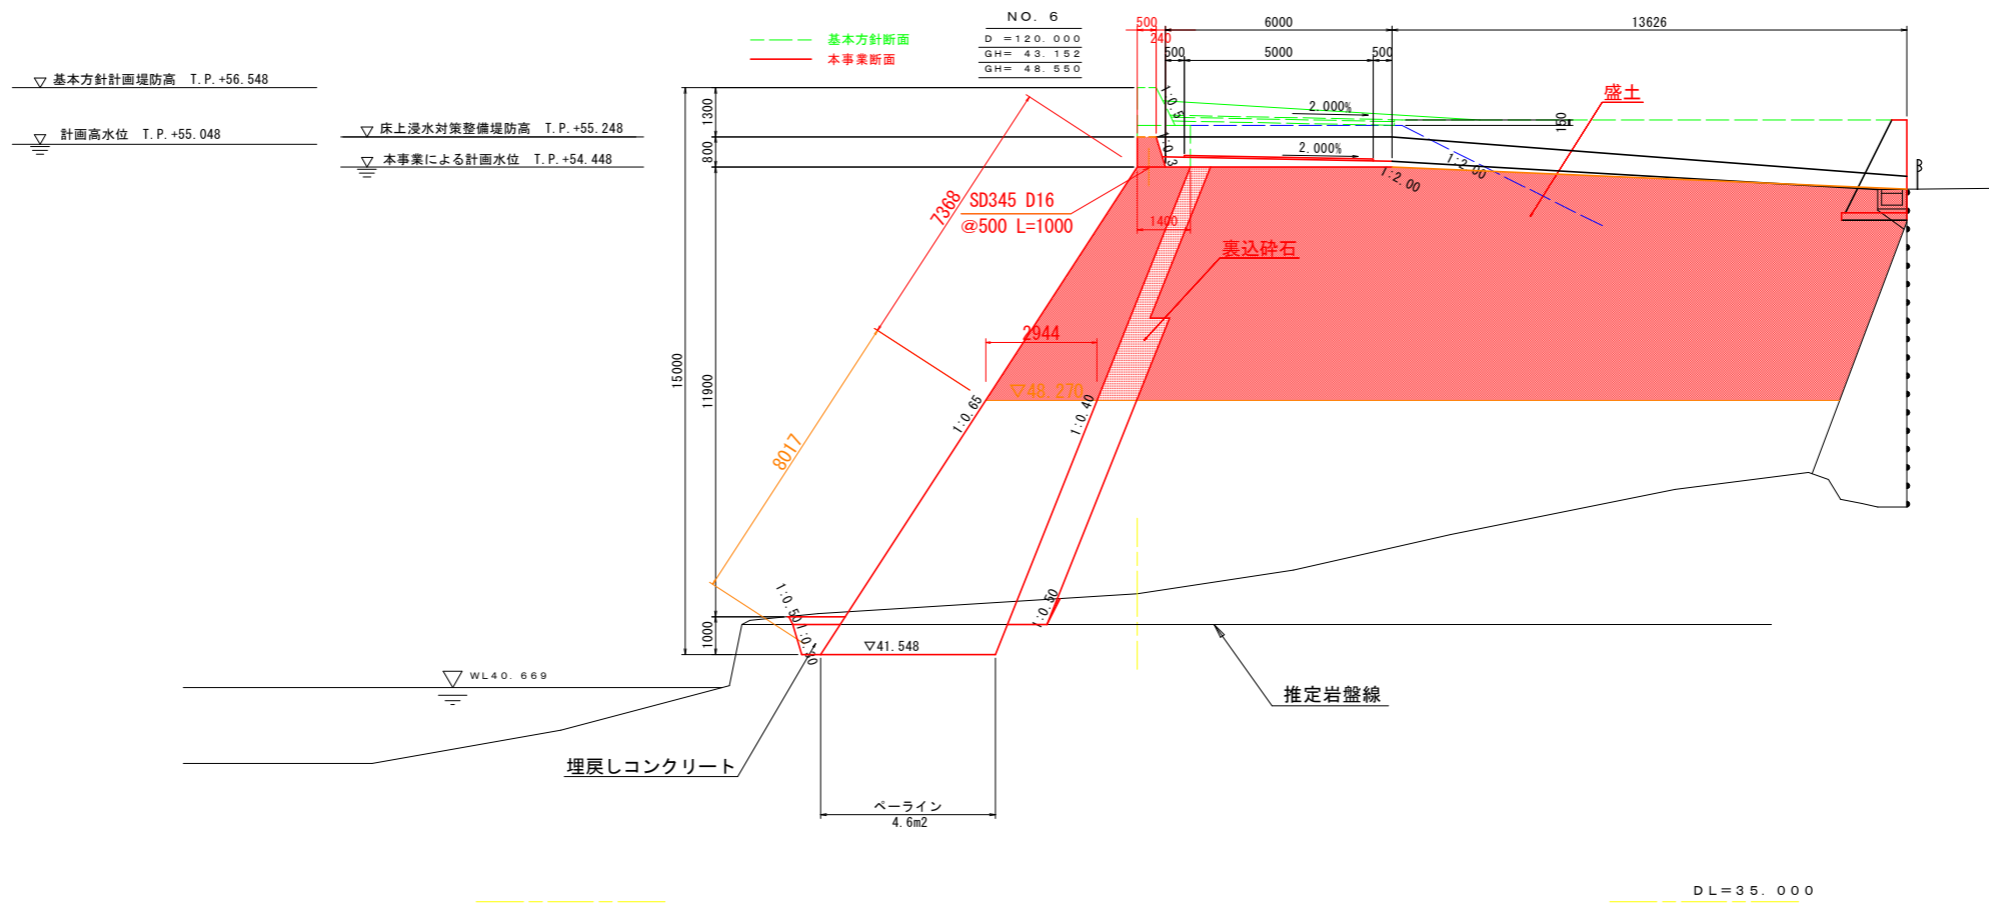 NO. 6
D =120. 000
GH= 43. 152
GH= 48. 550
基本方針断面
本事業断面
500
240
6000
13626
500
5000
500
基本方針計画堤防高 T.P.+56.548
計画高水位 T.P.+55.048
床上浸水対策整備堤防高 T.P.+55.248
本事業による計画水位 T.P.+54.448
1300
800
1:0.5
1:0.3
2.000%
2.000%
150
盛土
1:2.00
1:2.00
7368
SD345 D16
@500 L=1000
1400
裏込砕石
15000
11900
2944
▽48.270
1:0.65
1:0.40
8017
1:0.50
1:0.50
1000
▽41.548
WL40. 669
推定岩盤線
埋戻しコンクリート
ペーライン
4.6m2
DL=35. 000